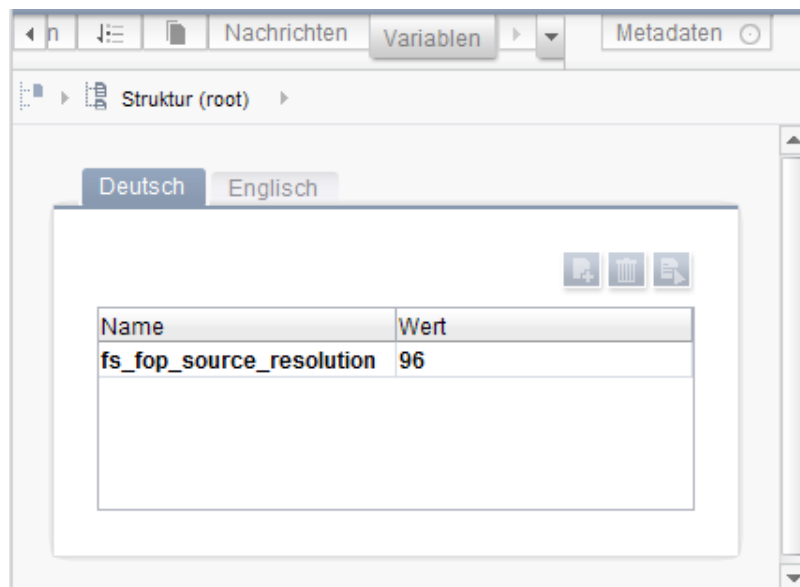 n Nachrichten Variablen Metadaten
Struktur (root)
Deutsch Englisch
Name Wert
fs_fop_source_resolution 96